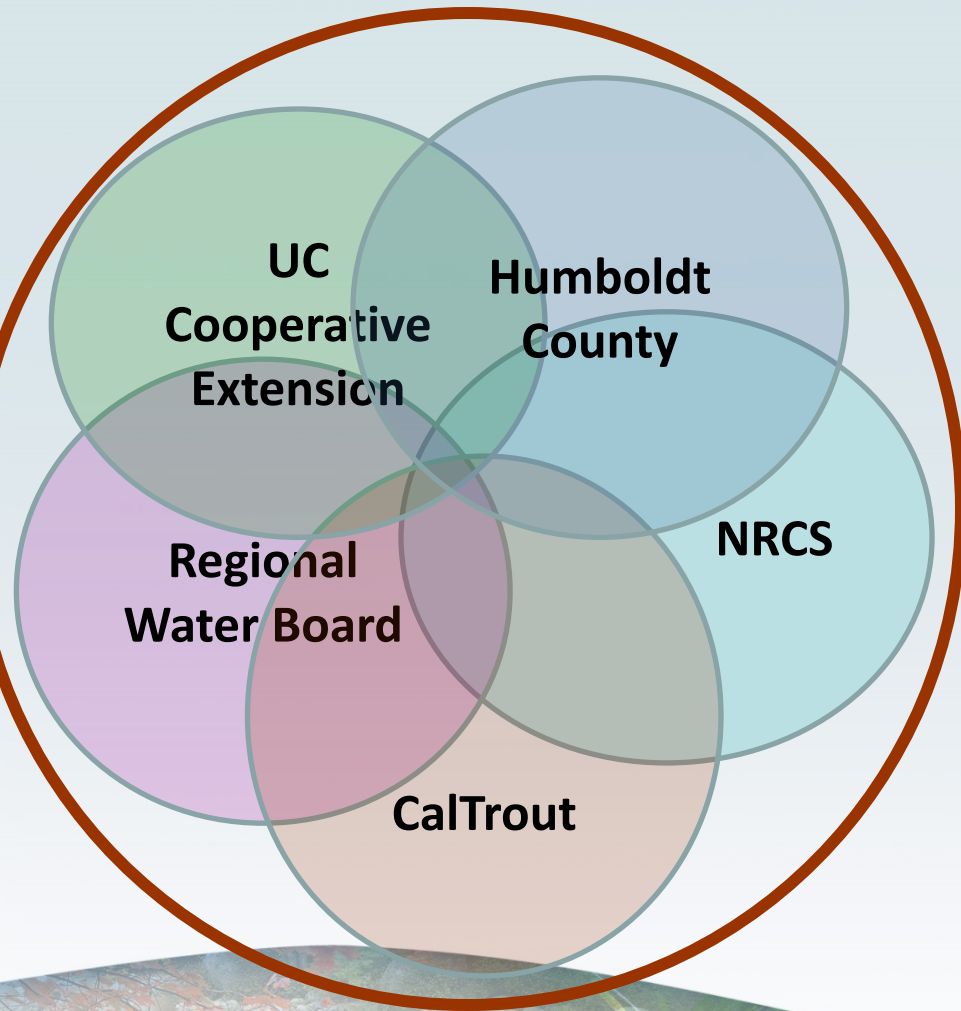 UC
Cooperative
Extension
Humboldt
County
NRCS
Regional
Water Board
CalTrout